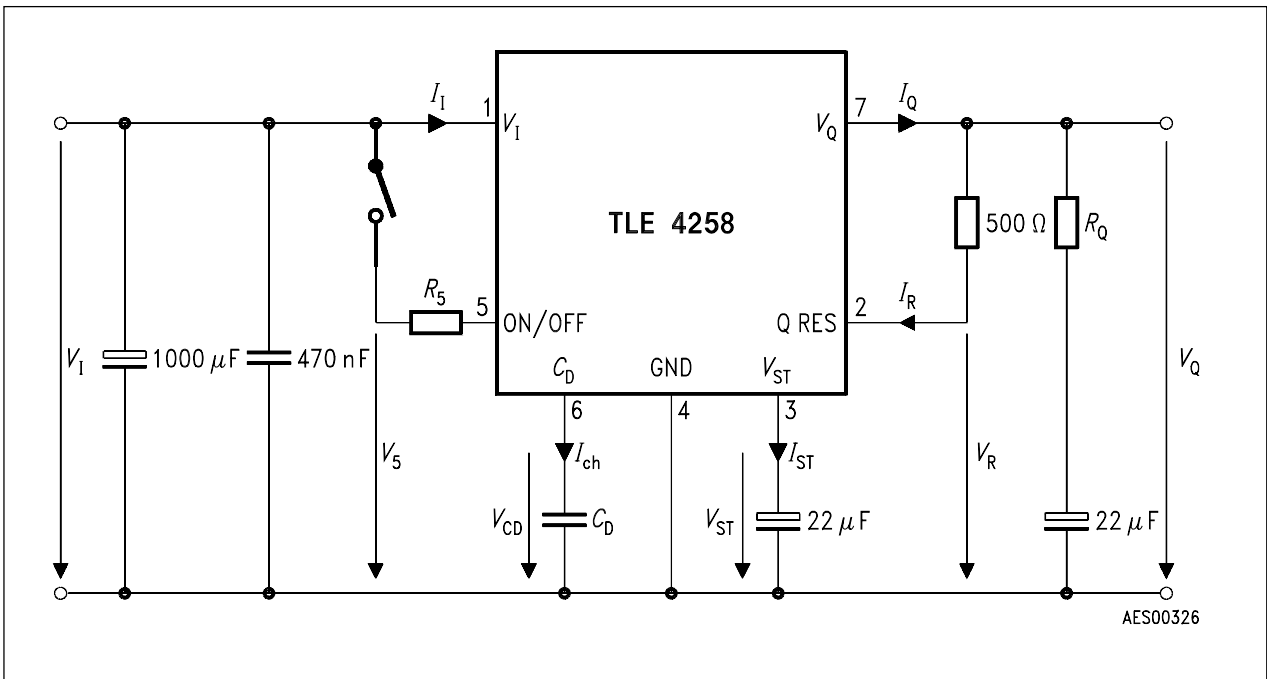 I_I
1
V_I
V_Q
7
I_Q
TLE 4258
500 Ω
R_Q
R_5
5
ON/OFF
Q RES
2
I_R
V_I
1000 μF
470 nF
C_D
GND
V_ST
V_Q
6
4
3
V_5
I_ch
I_ST
V_R
V_CD
C_D
V_ST
22 μF
22 μF
AES00326